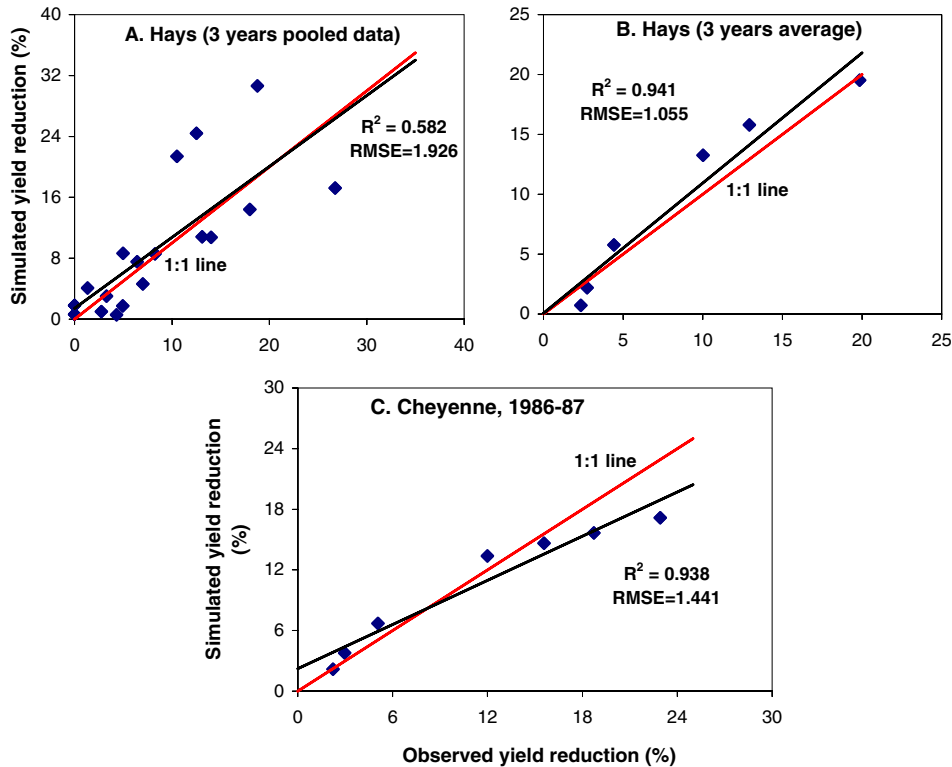 A. Hays (3 years pooled data)
Simulated yield reduction (%)
40
32
24
16
8
0
R² = 0.582
RMSE=1.926
1:1 line
0 10 20 30 40
B. Hays (3 years average)
25
20
15
10
5
0
R² = 0.941
RMSE=1.055
1:1 line
0 5 10 15 20 25
C. Cheyenne, 1986-87
Simulated yield reduction
(%)
30
24
18
12
6
0
1:1 line
R² = 0.938
RMSE=1.441
0 6 12 18 24 30
Observed yield reduction (%)